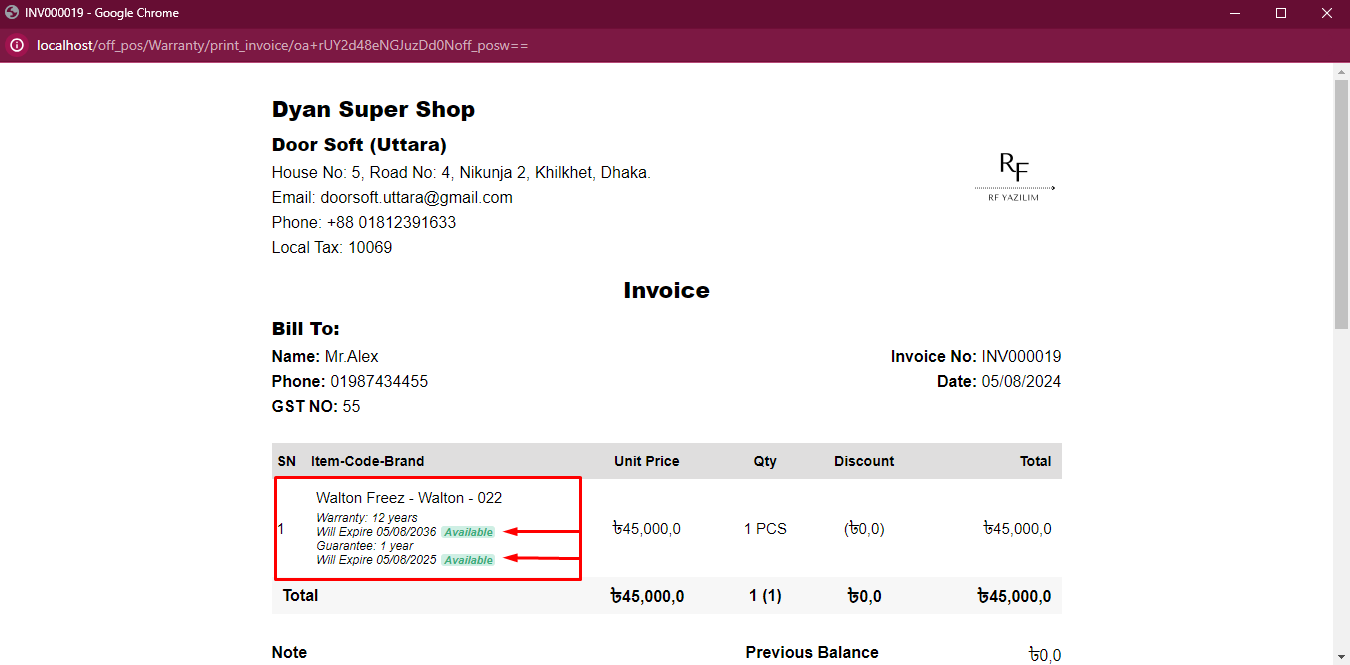 INV000019 - Google Chrome
localhost/off_pos/Warranty/print_invoice/oa+rUY2d48eNGJuzDd0Noff_posw==
Dyan Super Shop
Door Soft (Uttara)
House No: 5, Road No: 4, Nikunja 2, Khilkhet, Dhaka.
Email: doorsoft.uttara@gmail.com
Phone: +88 01812391633
Local Tax: 10069
RF
RF YAZILIM
Invoice
Bill To:
Name: Mr.Alex
Invoice No: INV000019
Phone: 01987434455
Date: 05/08/2024
GST NO: 55
SN Item-Code-Brand Unit Price Qty Discount Total
Walton Freez - Walton - 022
Warranty: 12 years
1 Will Expire 05/08/2036 Available ৳45,000,0 1 PCS (৳0,0) ৳45,000,0
Guarantee: 1 year
Will Expire 05/08/2025 Available
Total ৳45,000,0 1 (1) ৳0,0 ৳45,000,0
Note Previous Balance ৳0,0